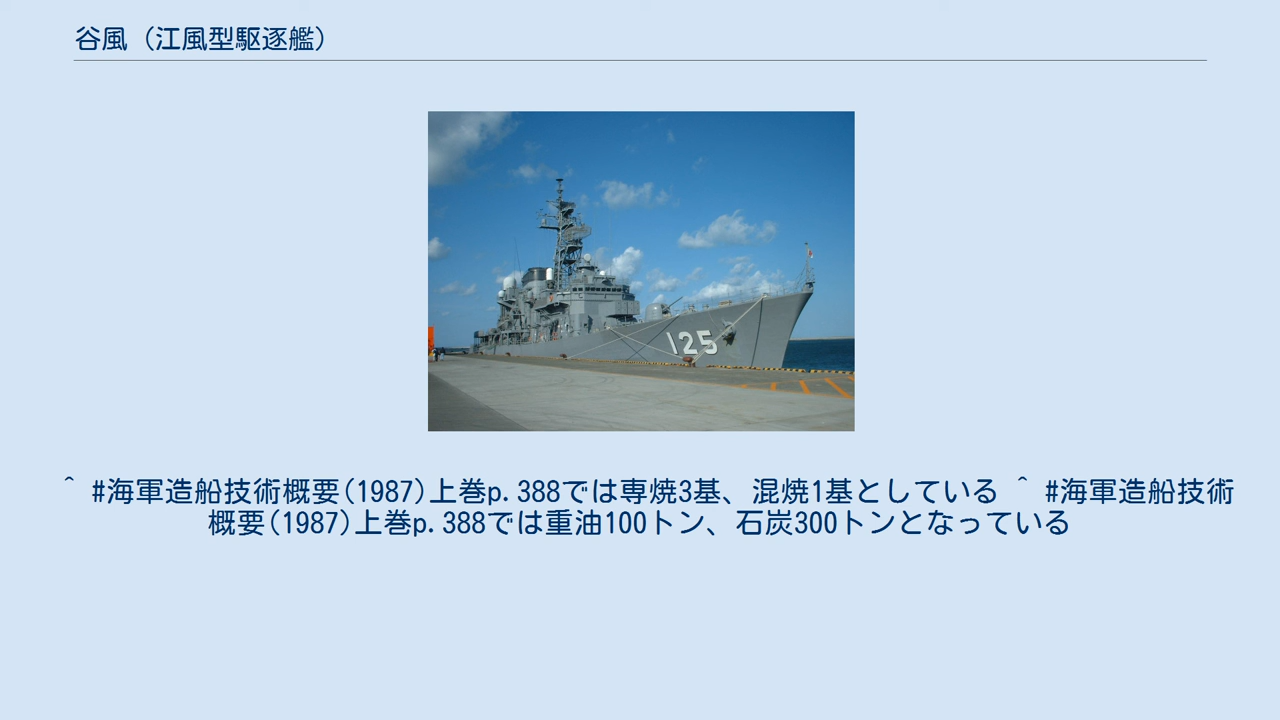 谷風（江風型駆逐艦）
125
^ #海軍造船技術概要(1987)上巻p.388では専焼3基、混焼1基としている ^ #海軍造船技術
概要(1987)上巻p.388では重油100トン、石炭300トンとなっている